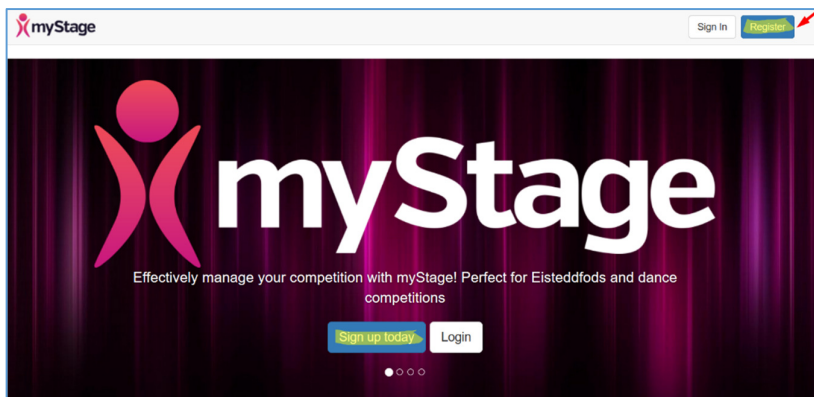 myStage
Sign In
Register
myStage
Effectively manage your competition with myStage! Perfect for Eisteddfods and dance
competitions
Sign up today
Login